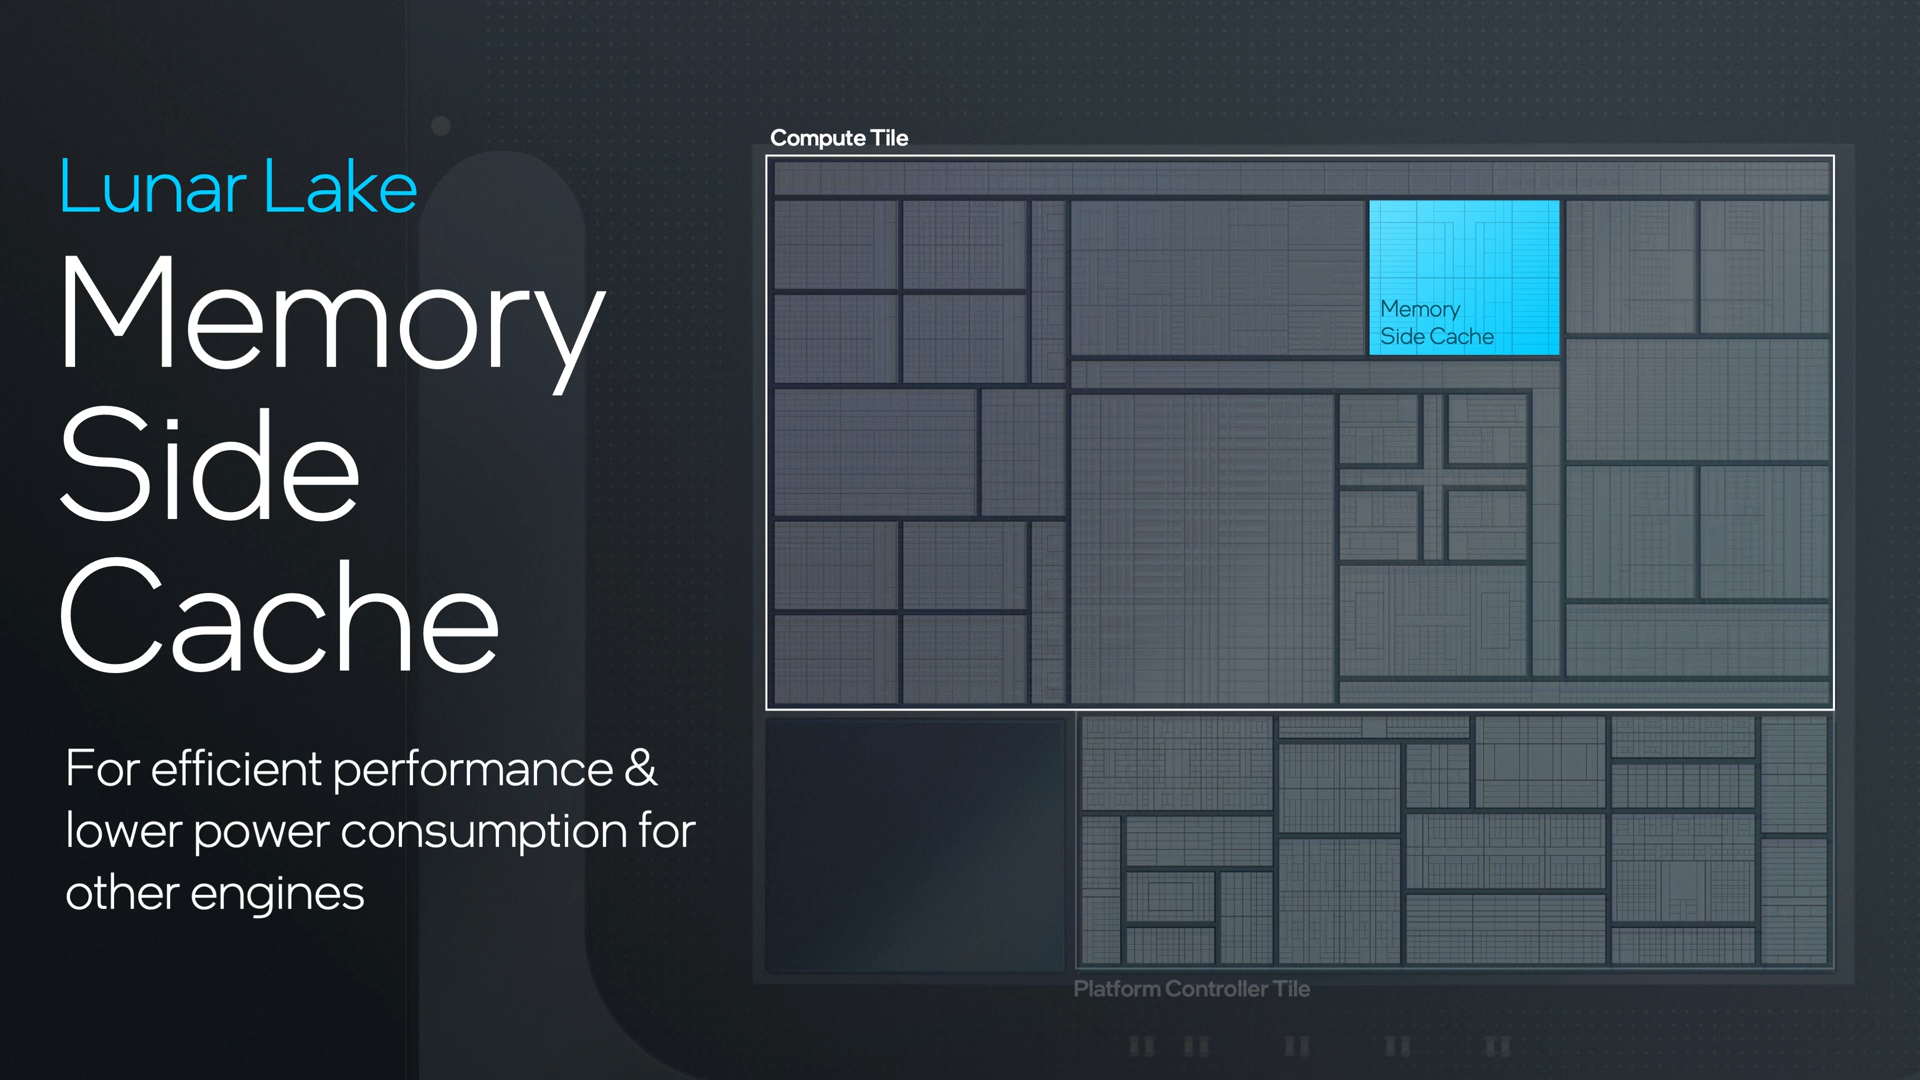 Lunar Lake
Memory
Side
Cache
For efficient performance &
lower power consumption for
other engines
Compute Tile
Memory
Side Cache
Platform Controller Tile